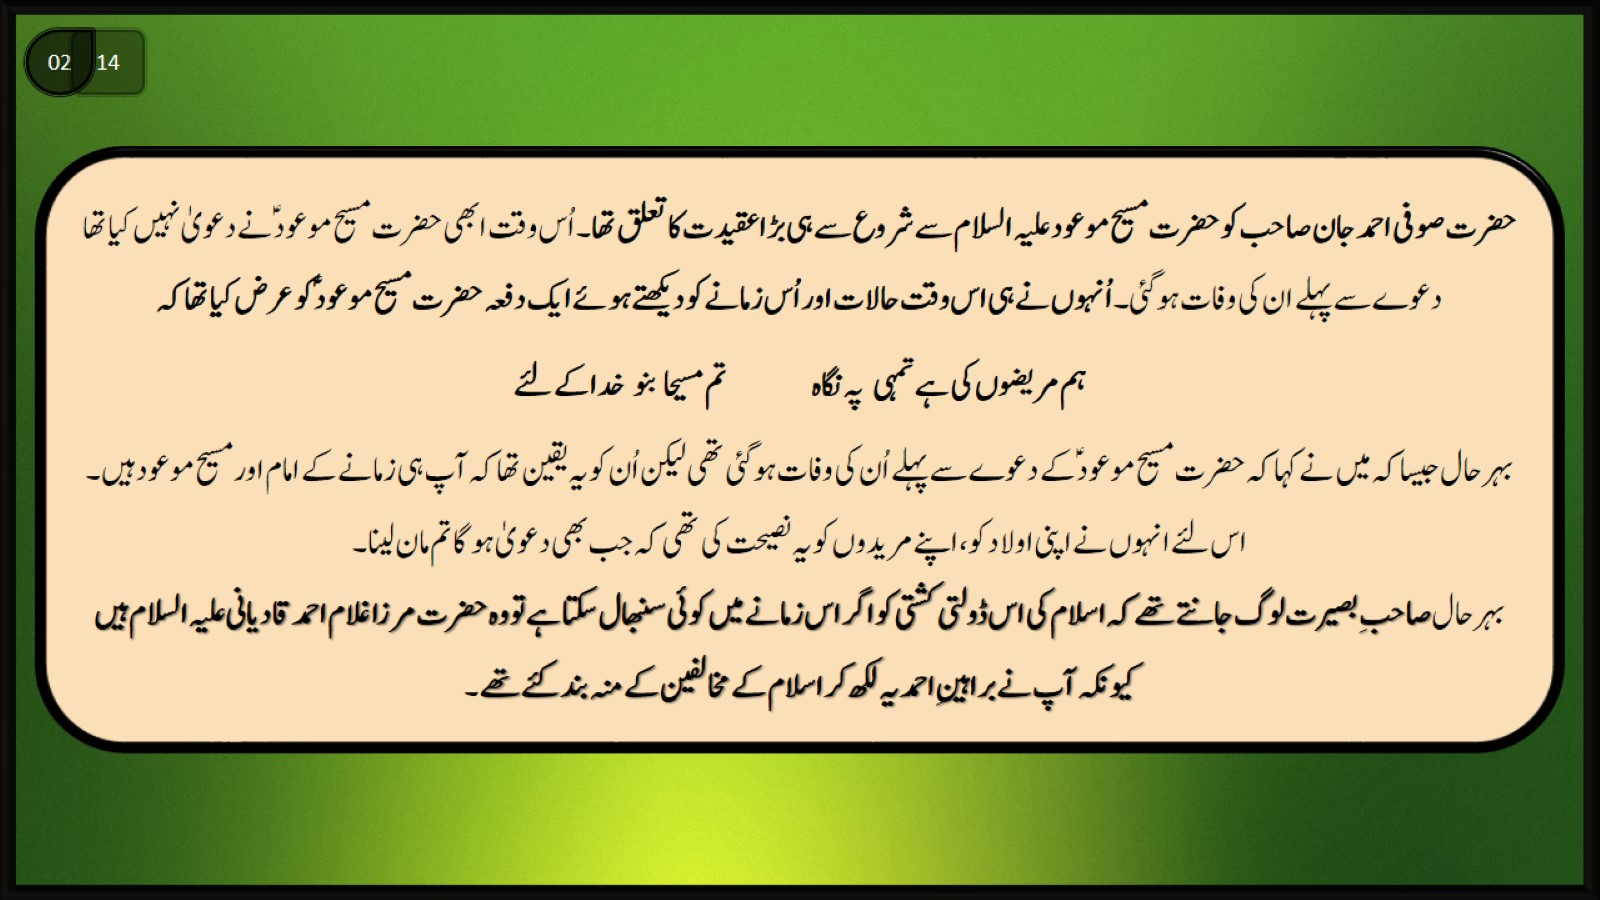 02 14
حضرت صوفی احمد جان صاحب کو حضرت مسیح موعود علیہ السلام سے شروع سے ہی بڑا عقیدت کا تعلق تھا۔ اُس وقت ابھی حضرت مسیح موعودؑ نے دعویٰ نہیں کیا تھا
دعوے سے پہلے ان کی وفات ہو گئی۔ اُنہوں نے ہی اس وقت حالات اور اُس زمانے کو دیکھتے ہوئے ایک دفعہ حضرت مسیح موعودؑ کو عرض کیا تھا کہ
ہم مریضوں کی ہے تمہی پہ نگاہ تم مسیحا بنو خدا کے لئے
بہر حال جیسا کہ میں نے کہا کہ حضرت مسیح موعودؑ کے دعوے سے پہلے اُن کی وفات ہو گئی تھی لیکن اُن کو یہ یقین تھا کہ آپ ہی زمانے کے امام اور مسیح موعود ہیں۔
اس لئے انہوں نے اپنی اولاد کو، اپنے مریدوں کو یہ نصیحت کی تھی کہ جب بھی دعویٰ ہو گا تم مان لینا۔
بہر حال صاحبِ بصیرت لوگ جانتے تھے کہ اسلام کی اس ڈولتی کشتی کو اگر اس زمانے میں کوئی سنبھال سکتا ہے تو وہ حضرت مرزا غلام احمد قادیانی علیہ السلام ہیں
کیونکہ آپ نے براہینِ احمدیہ لکھ کر اسلام کے مخالفین کے منہ بند کئے تھے۔